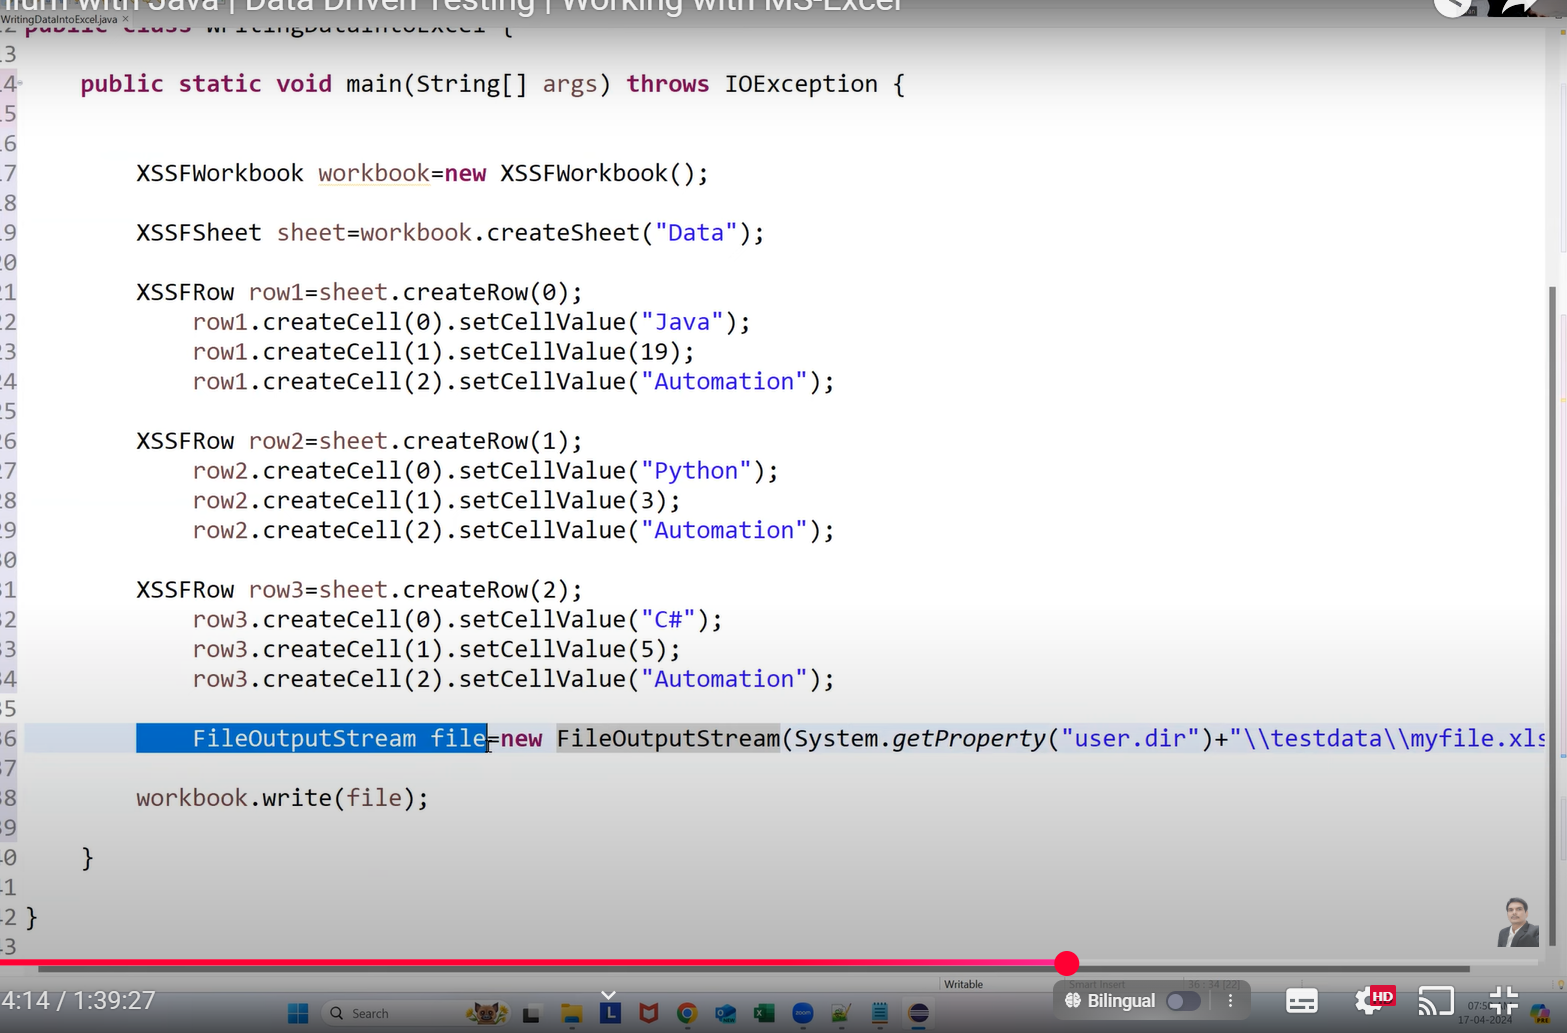 with Java | Data Driven Testing | Working with MS-Excel
WritingDataIntoExcel.java
public class WritingDataIntoExcel {
3
4 public static void main(String[] args) throws IOException {
5
6
7 XSSFWorkbook workbook=new XSSFWorkbook();
8
9 XSSFSheet sheet=workbook.createSheet("Data");
20
21 XSSFRow row1=sheet.createRow(0);
22 row1.createCell(0).setCellValue("Java");
23 row1.createCell(1).setCellValue(19);
24 row1.createCell(2).setCellValue("Automation");
25
26 XSSFRow row2=sheet.createRow(1);
27 row2.createCell(0).setCellValue("Python");
28 row2.createCell(1).setCellValue(3);
29 row2.createCell(2).setCellValue("Automation");
30
31 XSSFRow row3=sheet.createRow(2);
32 row3.createCell(0).setCellValue("C#");
33 row3.createCell(1).setCellValue(5);
34 row3.createCell(2).setCellValue("Automation");
35
36 FileOutputStream file=new FileOutputStream(System.getProperty("user.dir")+"\\testdata\\myfile.xls
37
38 workbook.write(file);
39
40 }
41
42 }
43
Writable Smart Insert 36 : 34 [22]
4:14 / 1:39:27
Bilingual
HD
Search
17-04-2024